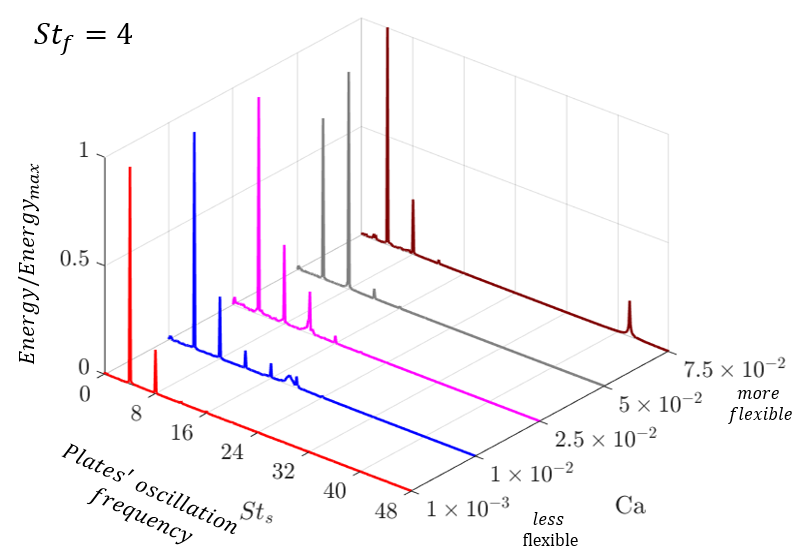 St_f = 4
1
0.5
0
Energy/Energy_max
0
8
16
24
32
40
48
Plates' oscillation
frequency
St_s
1 × 10⁻³
1 × 10⁻²
2.5 × 10⁻²
5 × 10⁻²
7.5 × 10⁻²
more
flexible
Ca
less
flexible